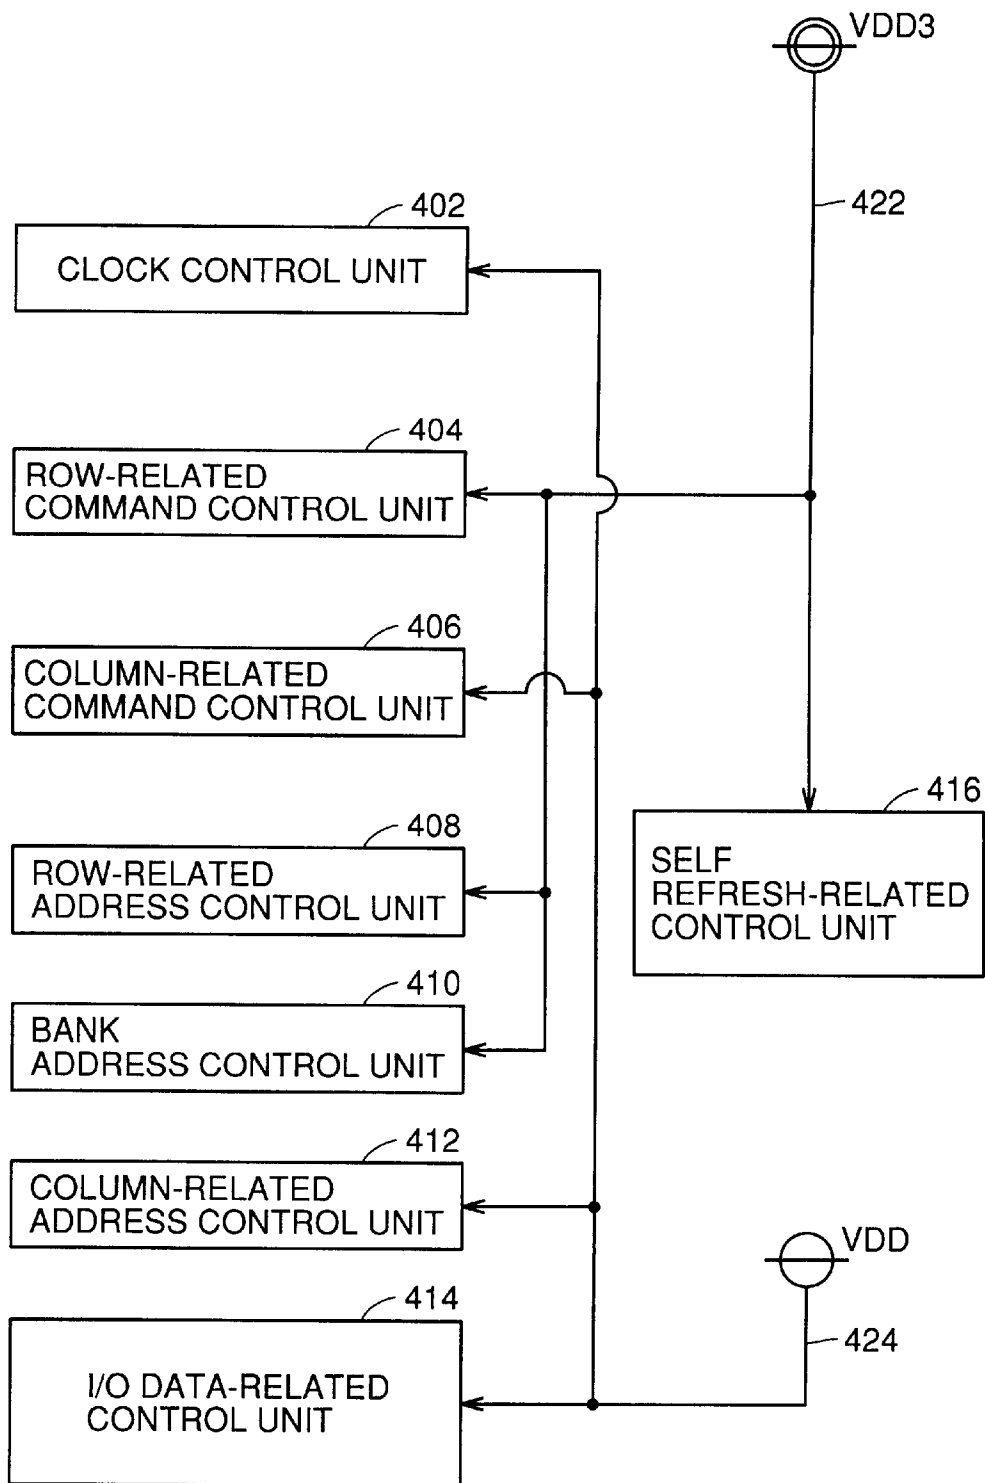 VDD3
422
402
CLOCK CONTROL UNIT
404
ROW-RELATED
COMMAND CONTROL UNIT
406
COLUMN-RELATED
COMMAND CONTROL UNIT
416
SELF
REFRESH-RELATED
CONTROL UNIT
408
ROW-RELATED
ADDRESS CONTROL UNIT
410
BANK
ADDRESS CONTROL UNIT
412
COLUMN-RELATED
ADDRESS CONTROL UNIT
VDD
424
414
I/O DATA-RELATED
CONTROL UNIT